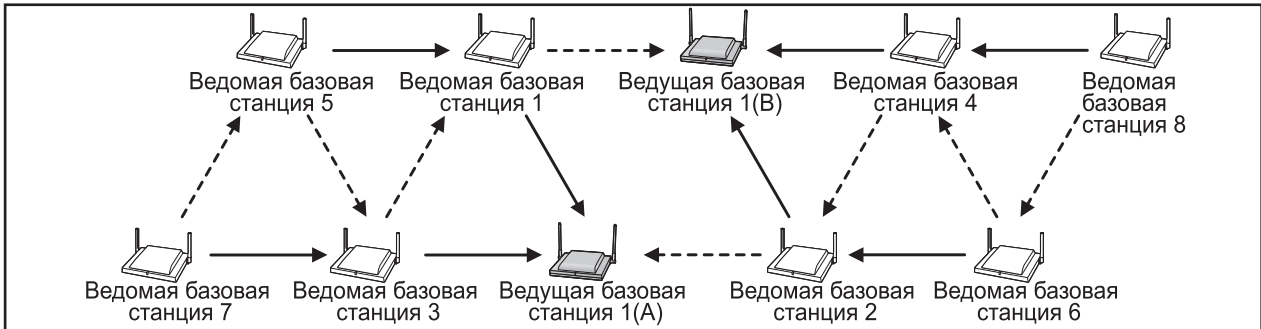 Ведомая базовая
станция 5
Ведомая базовая
станция 1
Ведущая базовая
станция 1(B)
Ведомая базовая
станция 4
Ведомая
базовая
станция 8
Ведомая базовая
станция 7
Ведомая базовая
станция 3
Ведущая базовая
станция 1(A)
Ведомая базовая
станция 2
Ведомая базовая
станция 6